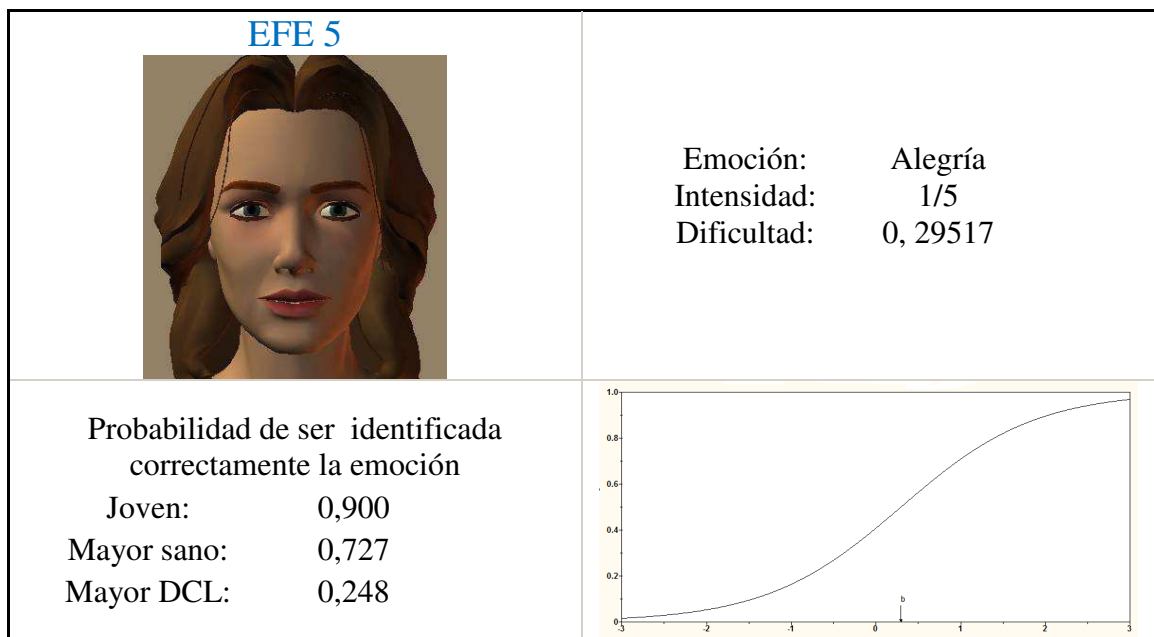 EFE 5
Emoción: Alegría
Intensidad: 1/5
Dificultad: 0, 29517
Probabilidad de ser identificada
correctamente la emoción
Joven: 0,900
Mayor sano: 0,727
Mayor DCL: 0,248
1.0
0.8
0.6
0.4
0.2
0.0
b
-3 -2 -1 0 1 2 3